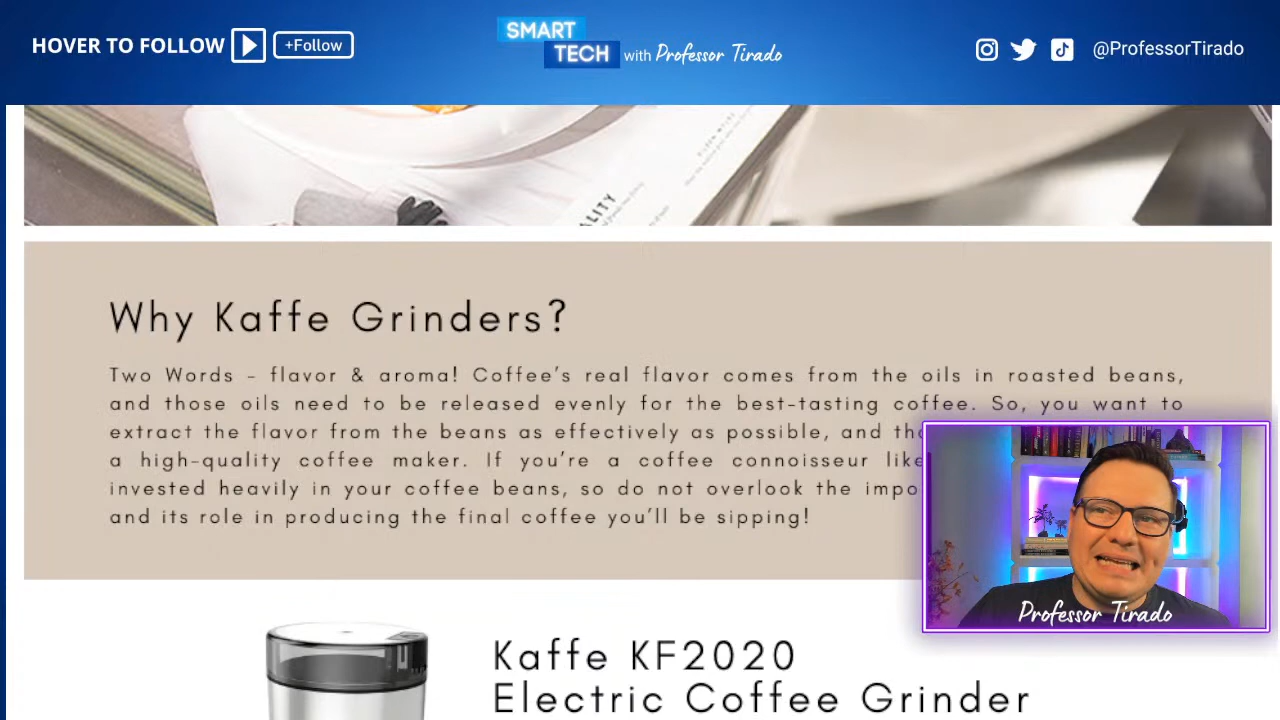 HOVER TO FOLLOW +Follow
SMART
TECH with Professor Tirado
@ProfessorTirado
ALITY
Why Kaffe Grinders?
Two Words – flavor & aroma! Coffee's real flavor comes from the oils in roasted beans,
and those oils need to be released evenly for the best-tasting coffee. So, you want to
extract the flavor from the beans as effectively as possible, and
a high-quality coffee maker. If you're a coffee connoisseur like
invested heavily in your coffee beans, so do not overlook the
and its role in producing the final coffee you'll be sipping!
Professor Tirado
Kaffe KF2020
Electric Coffee Grinder